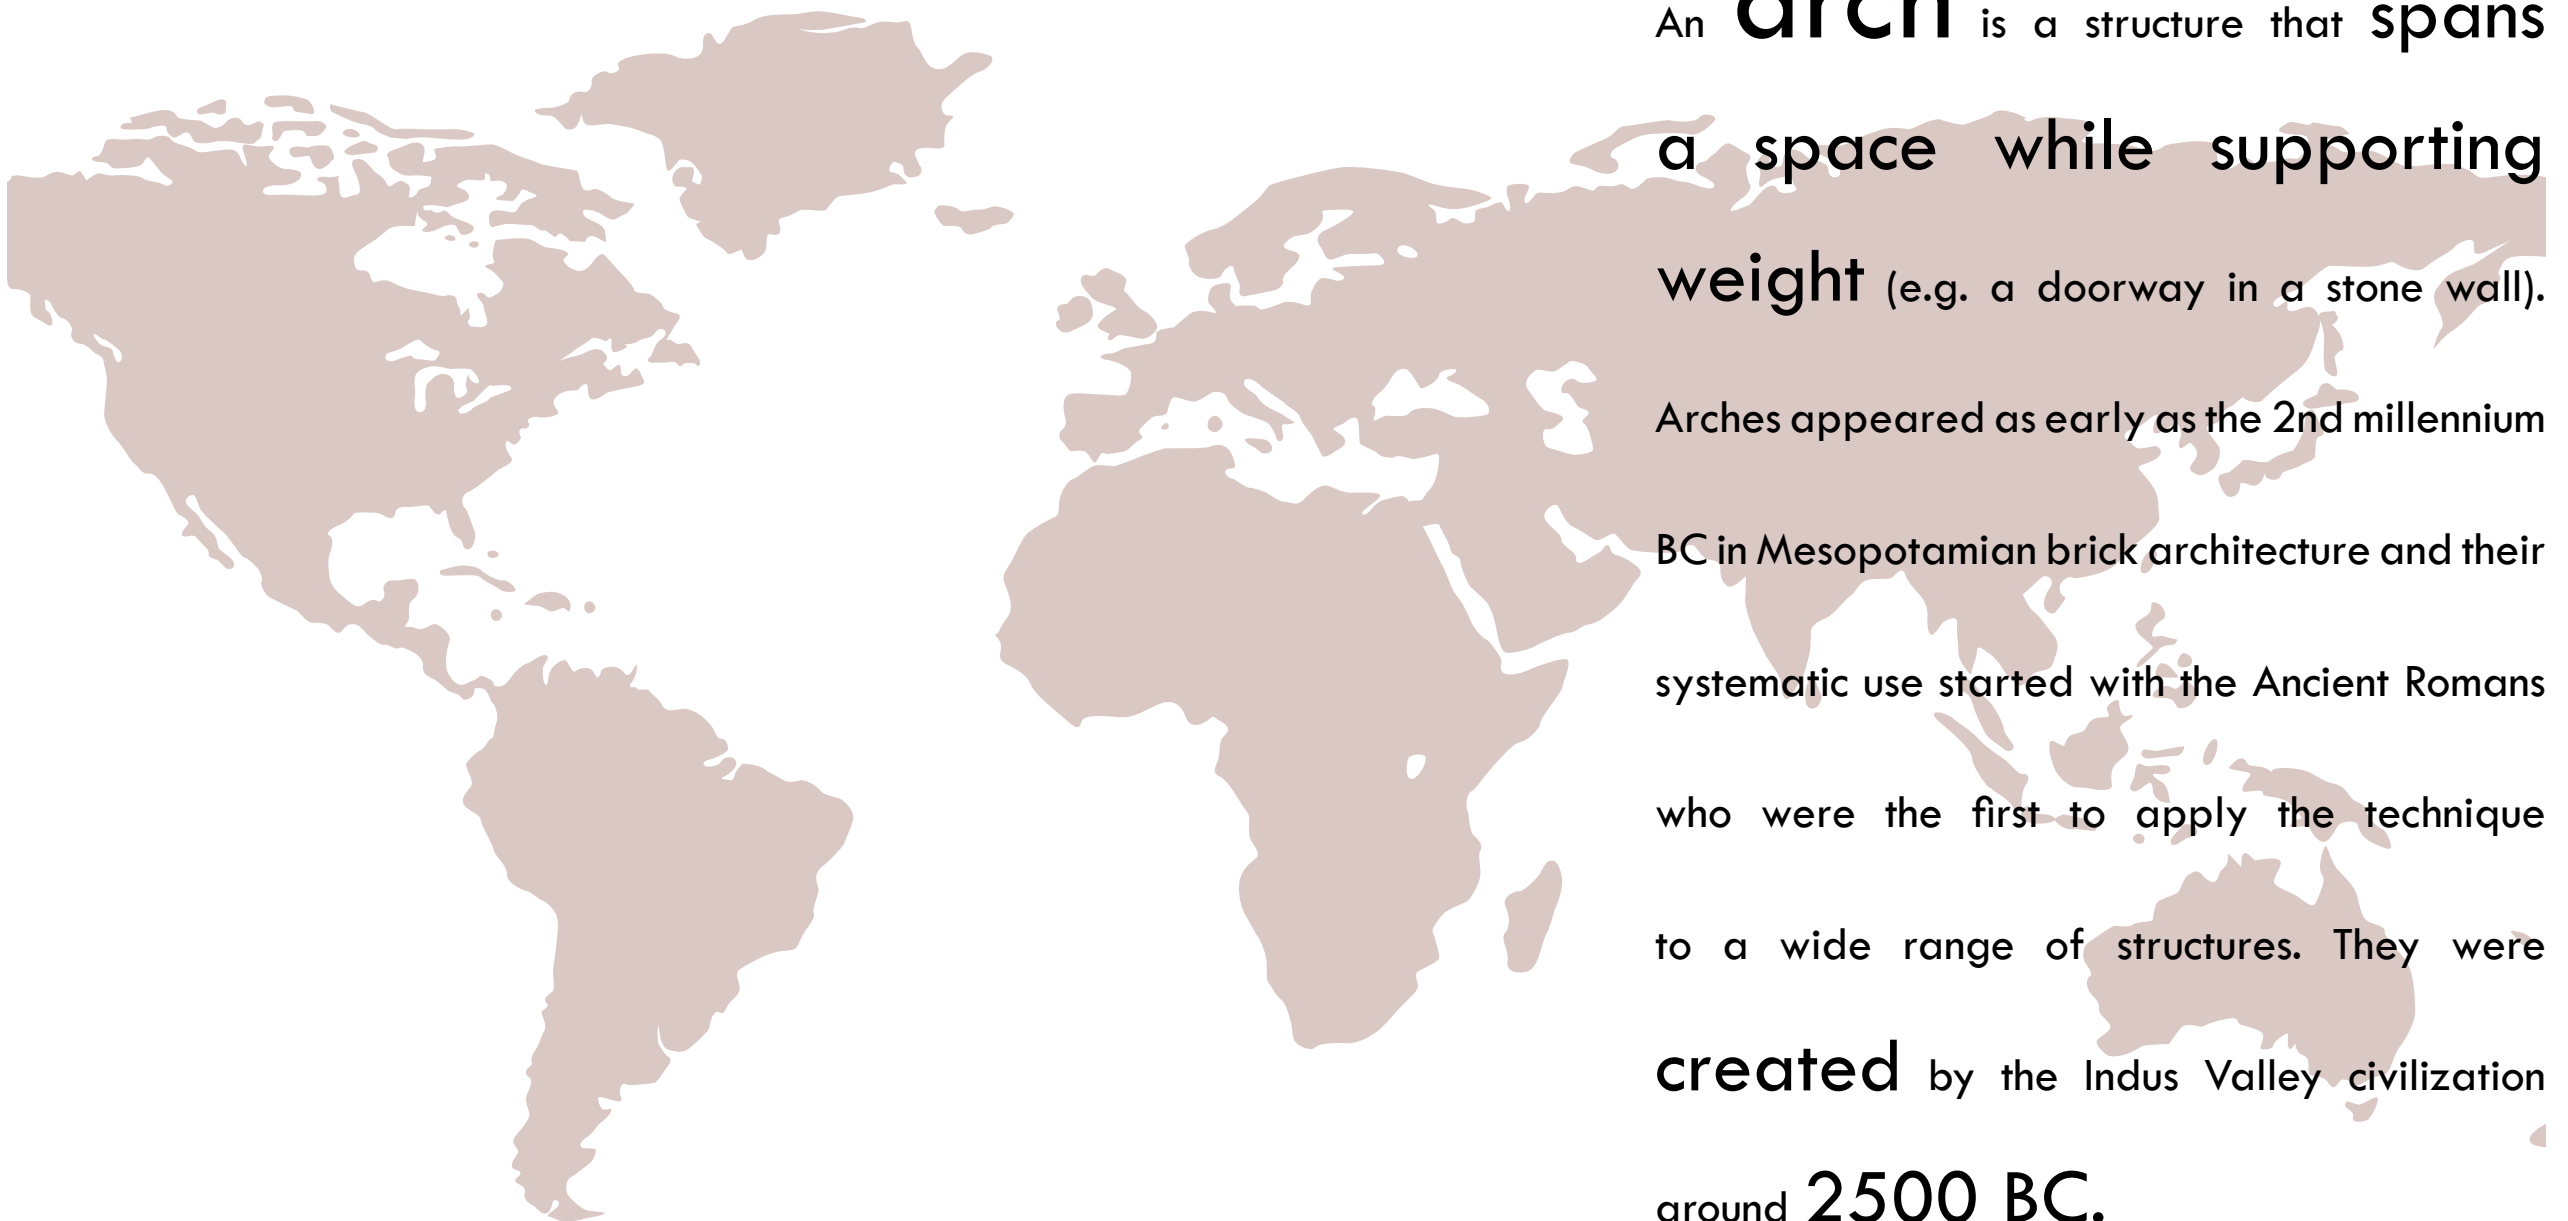 An arch is a structure that spans
a space while supporting
weight (e.g. a doorway in a stone wall).
Arches appeared as early as the 2nd millennium
BC in Mesopotamian brick architecture and their
systematic use started with the Ancient Romans
who were the first to apply the technique
to a wide range of structures. They were
created by the Indus Valley civilization
around 2500 BC.